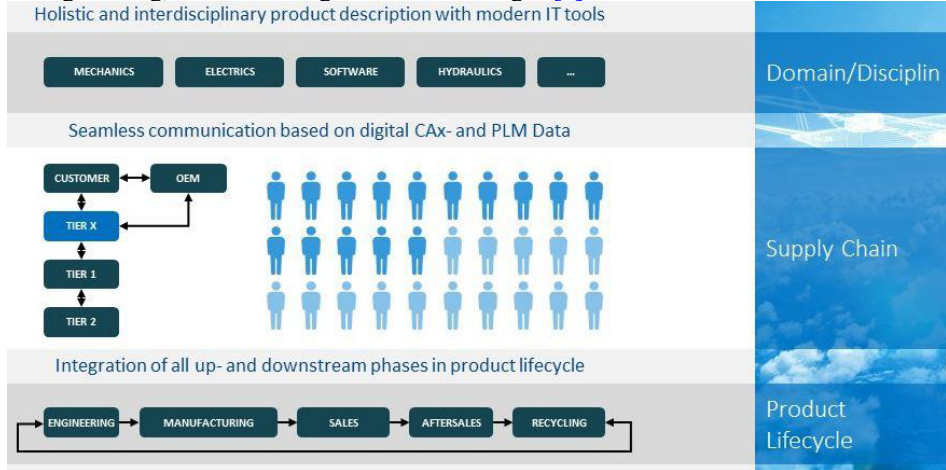 Holistic and interdisciplinary product description with modern IT tools
MECHANICS
ELECTRICS
SOFTWARE
HYDRAULICS
...
Domain/Disciplin
Seamless communication based on digital CAx- and PLM Data
CUSTOMER
OEM
TIER X
TIER 1
TIER 2
Supply Chain
Integration of all up- and downstream phases in product lifecycle
ENGINEERING
MANUFACTURING
SALES
AFTERSALES
RECYCLING
Product
Lifecycle